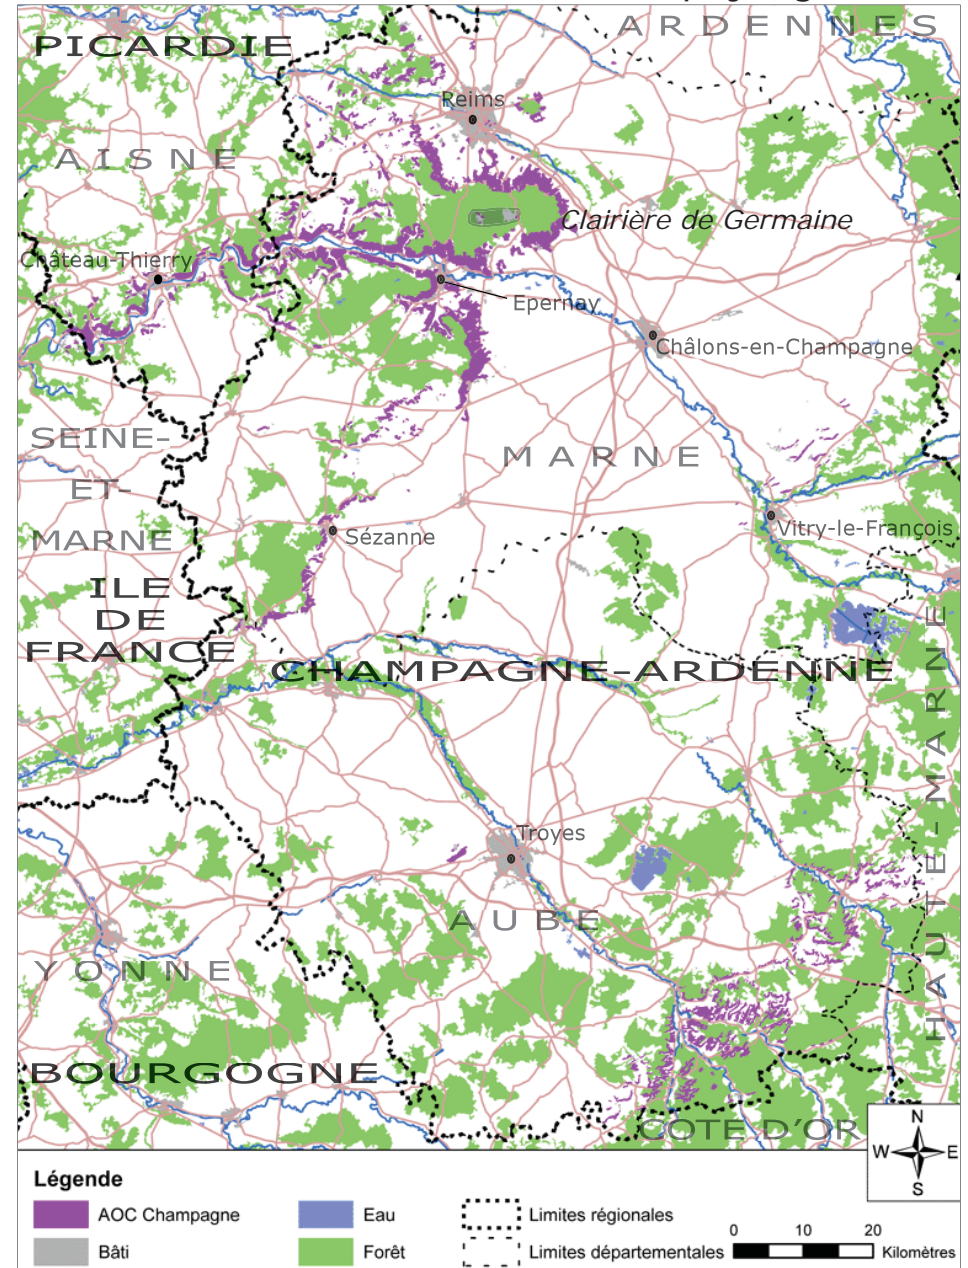 ARDENNES
PICARDIE
Reims
AISNE
Clairière de Germaine
Château-Thierry
Epernay
Châlons-en-Champagne
SEINE-
ET-
MARNE
MARNE
Vitry-le-François
Sézanne
ILE
DE
FRANCE
CHAMPAGNE-ARDENNE
HAUTE-MARNE
Troyes
AUBE
YONNE
BOURGOGNE
COTE D'OR
N
W E
S
Légende
AOC Champagne
Bâti
Eau
Forêt
Limites régionales
Limites départementales
0 10 20
Kilomètres